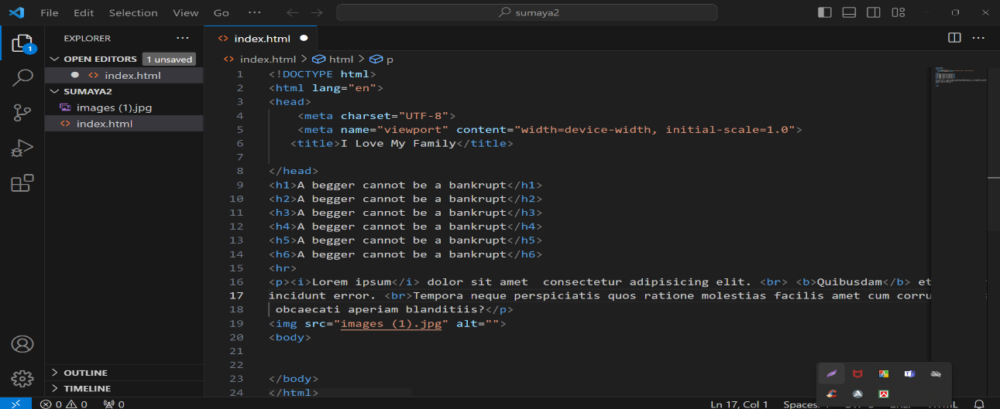 File Edit Selection View Go ··· sumaya2
EXPLORER ···
OPEN EDITORS 1 unsaved
index.html
SUMAYA2
images (1).jpg
index.html
OUTLINE
TIMELINE
index.html
index.html > html > p
1 <!DOCTYPE html>
2 <html lang="en">
3 <head>
4 <meta charset="UTF-8">
5 <meta name="viewport" content="width=device-width, initial-scale=1.0">
6 <title>I Love My Family</title>
7
8 </head>
9 <h1>A begger cannot be a bankrupt</h1>
10 <h2>A begger cannot be a bankrupt</h2>
11 <h3>A begger cannot be a bankrupt</h3>
12 <h4>A begger cannot be a bankrupt</h4>
13 <h5>A begger cannot be a bankrupt</h5>
14 <h6>A begger cannot be a bankrupt</h6>
15 <hr>
16 <p><i>Lorem ipsum</i> dolor sit amet  consectetur adipisicing elit. <br> <b>Quibusdam</b> et
17 incidunt error. <br>Tempora neque perspiciatis quos ratione molestias facilis amet cum corru
18 obcaecati aperiam blanditiis?</p>
19 <img src="images (1).jpg" alt="">
20 <body>
21
22
23 </body>
24 </html>
0 0 0 Ln 17, Col 1